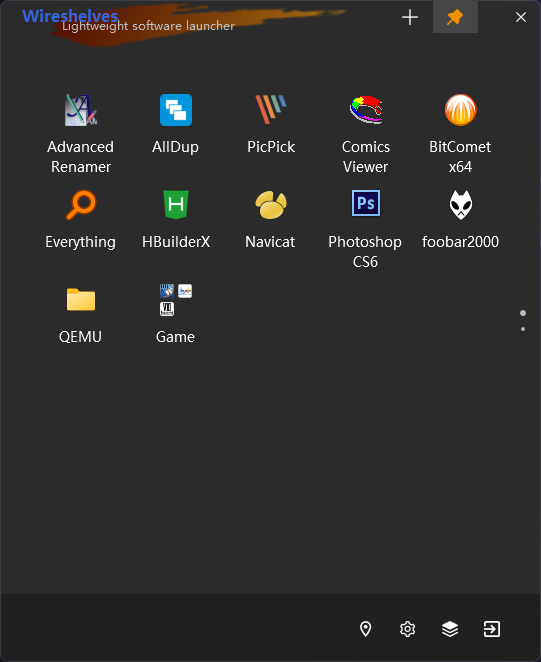 Wireshelves
Lightweight software launcher
Advanced
Renamer
AllDup
PicPick
Comics
Viewer
BitComet
x64
Everything
HBuilderX
Navicat
Ps
Photoshop
CS6
foobar2000
QEMU
Game